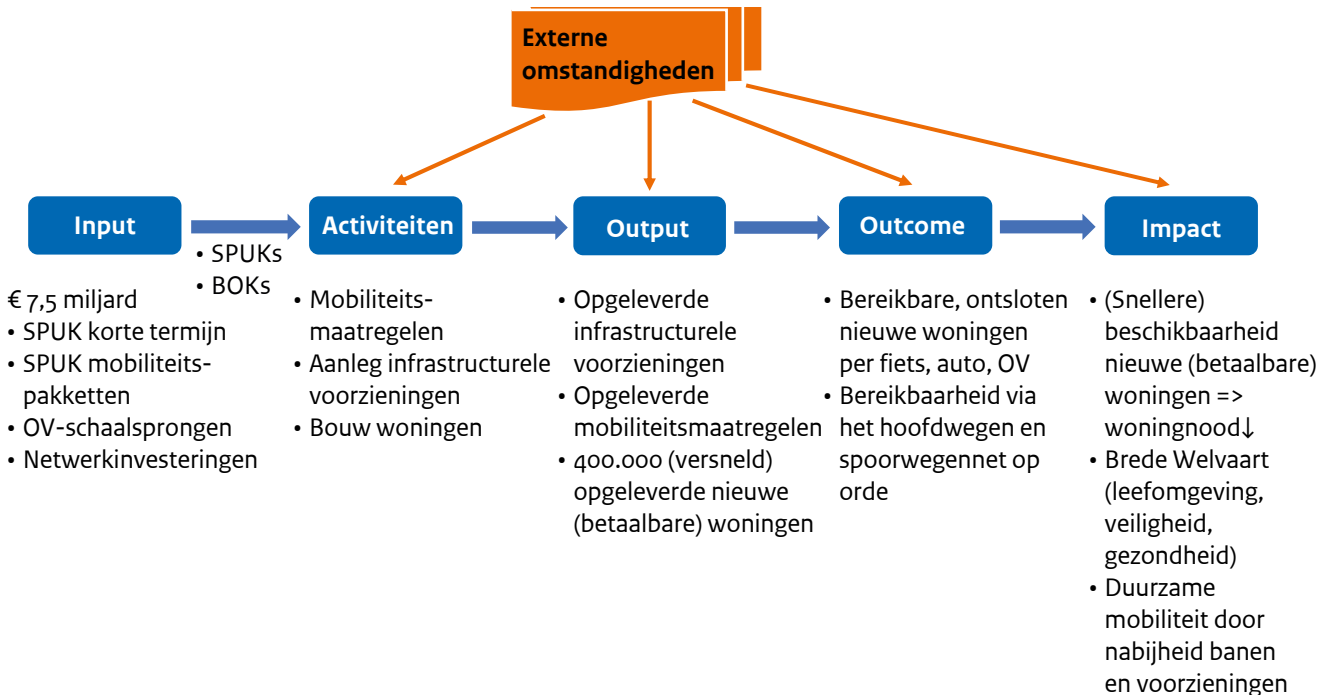 Externe
omstandigheden
Input
Activiteiten
Output
Outcome
Impact
• SPUKs
• BOKs
€ 7,5 miljard
• SPUK korte termijn
• SPUK mobiliteits-
pakketten
• OV-schaalsprongen
• Netwerkinvesteringen
• Mobiliteits-
maatregelen
• Aanleg infrastructurele
voorzieningen
• Bouw woningen
• Opgeleverde
infrastructurele
voorzieningen
• Opgeleverde
mobiliteitsmaatregelen
• 400.000 (versneld)
opgeleverde nieuwe
(betaalbare) woningen
• Bereikbare, ontsloten
nieuwe woningen
per fiets, auto, OV
• Bereikbaarheid via
het hoofdwegen en
spoorwegennet op
orde
• (Snellere)
beschikbaarheid
nieuwe (betaalbare)
woningen =>
woningnood↓
• Brede Welvaart
(leefomgeving,
veiligheid,
gezondheid)
• Duurzame
mobiliteit door
nabijheid banen
en voorzieningen